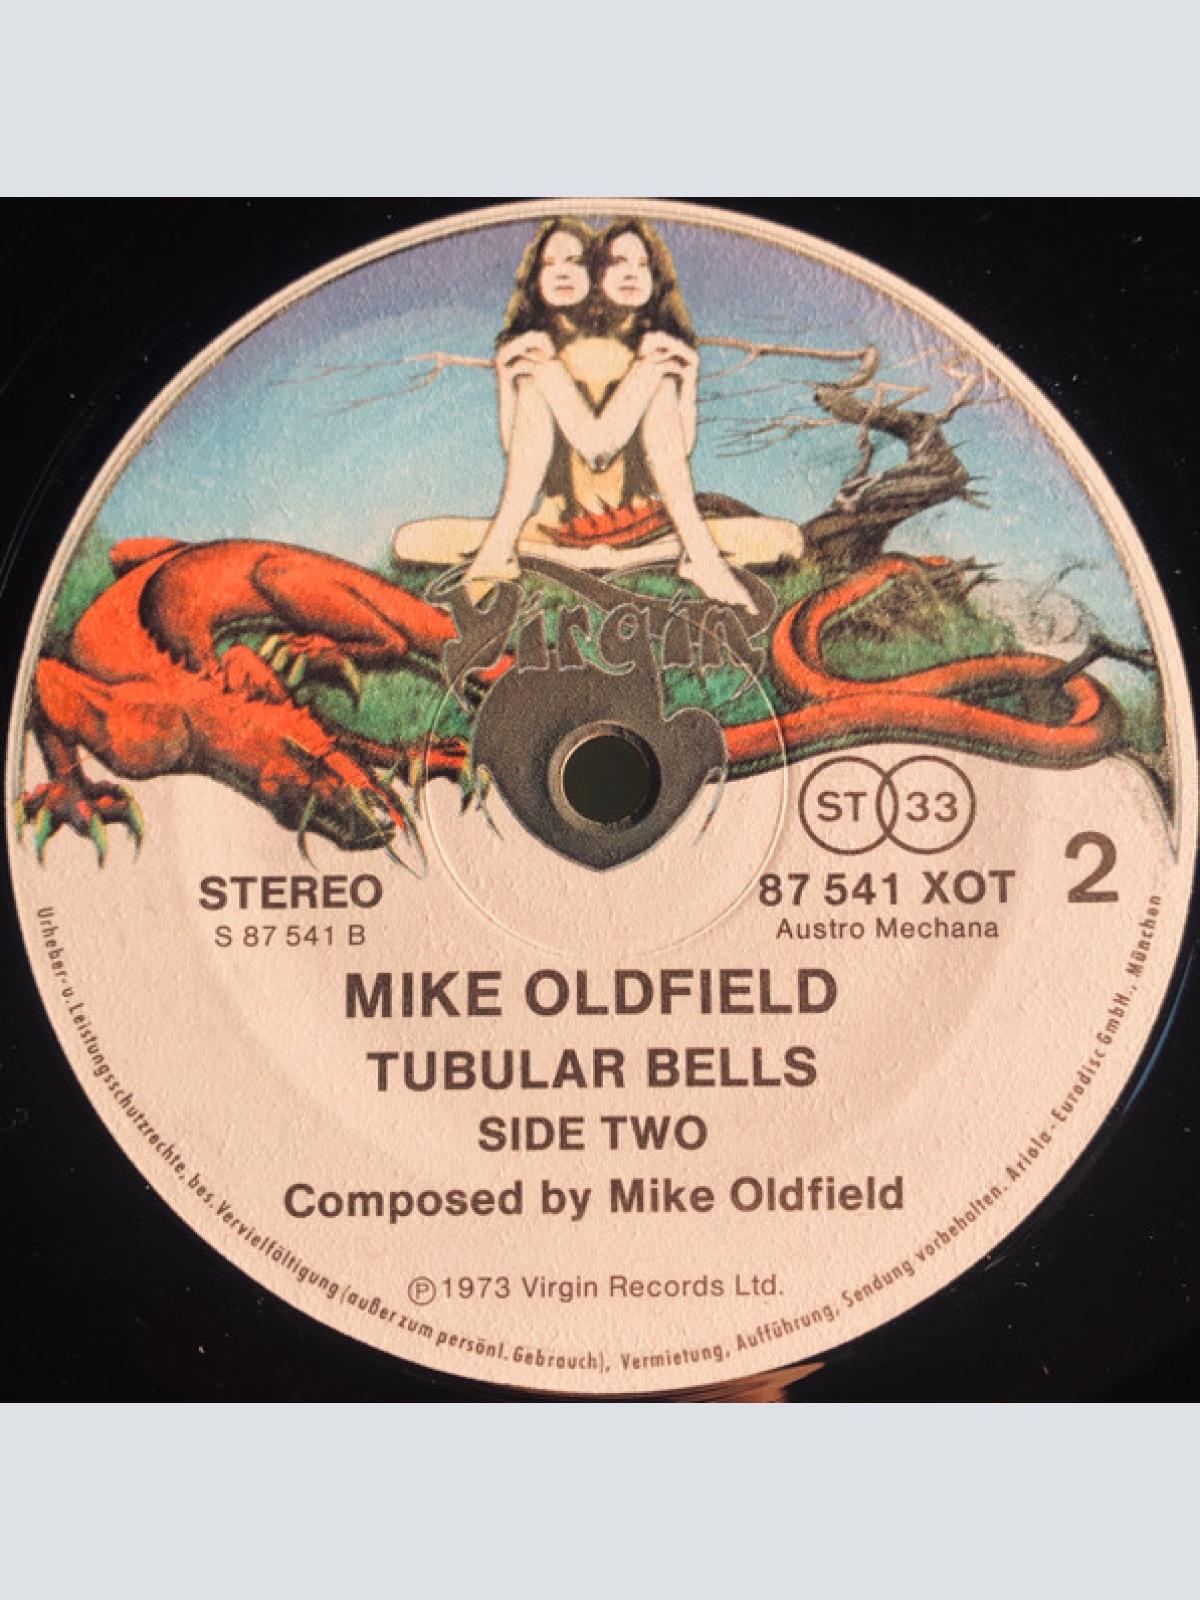 Virgin
ST 33
STEREO
S 87 541 B
87 541 XOT
Austro Mechana
2
MIKE OLDFIELD
TUBULAR BELLS
SIDE TWO
Composed by Mike Oldfield
℗ 1973 Virgin Records Ltd.
Urheber- u. Leistungsschutzrechte, bes. Vervielfältigung (außer zum persönl. Gebrauch), Vermietung, Aufführung, Sendung vorbehalten. Ariola-Eurodisc GmbH., München